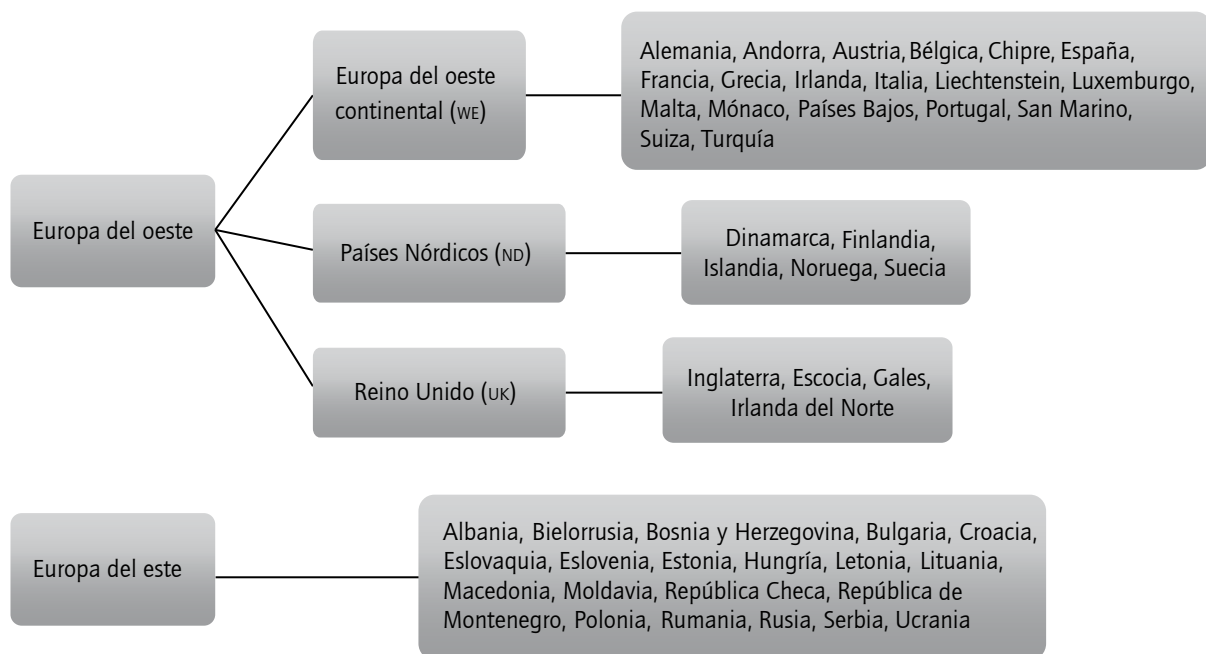 Europa del oeste
Europa del oeste
continental (WE)
Alemania, Andorra, Austria, Bélgica, Chipre, España,
Francia, Grecia, Irlanda, Italia, Liechtenstein, Luxemburgo,
Malta, Mónaco, Países Bajos, Portugal, San Marino,
Suiza, Turquía
Países Nórdicos (ND)
Dinamarca, Finlandia,
Islandia, Noruega, Suecia
Reino Unido (UK)
Inglaterra, Escocia, Gales,
Irlanda del Norte
Europa del este
Albania, Bielorrusia, Bosnia y Herzegovina, Bulgaria, Croacia,
Eslovaquia, Eslovenia, Estonia, Hungría, Letonia, Lituania,
Macedonia, Moldavia, República Checa, República de
Montenegro, Polonia, Rumania, Rusia, Serbia, Ucrania